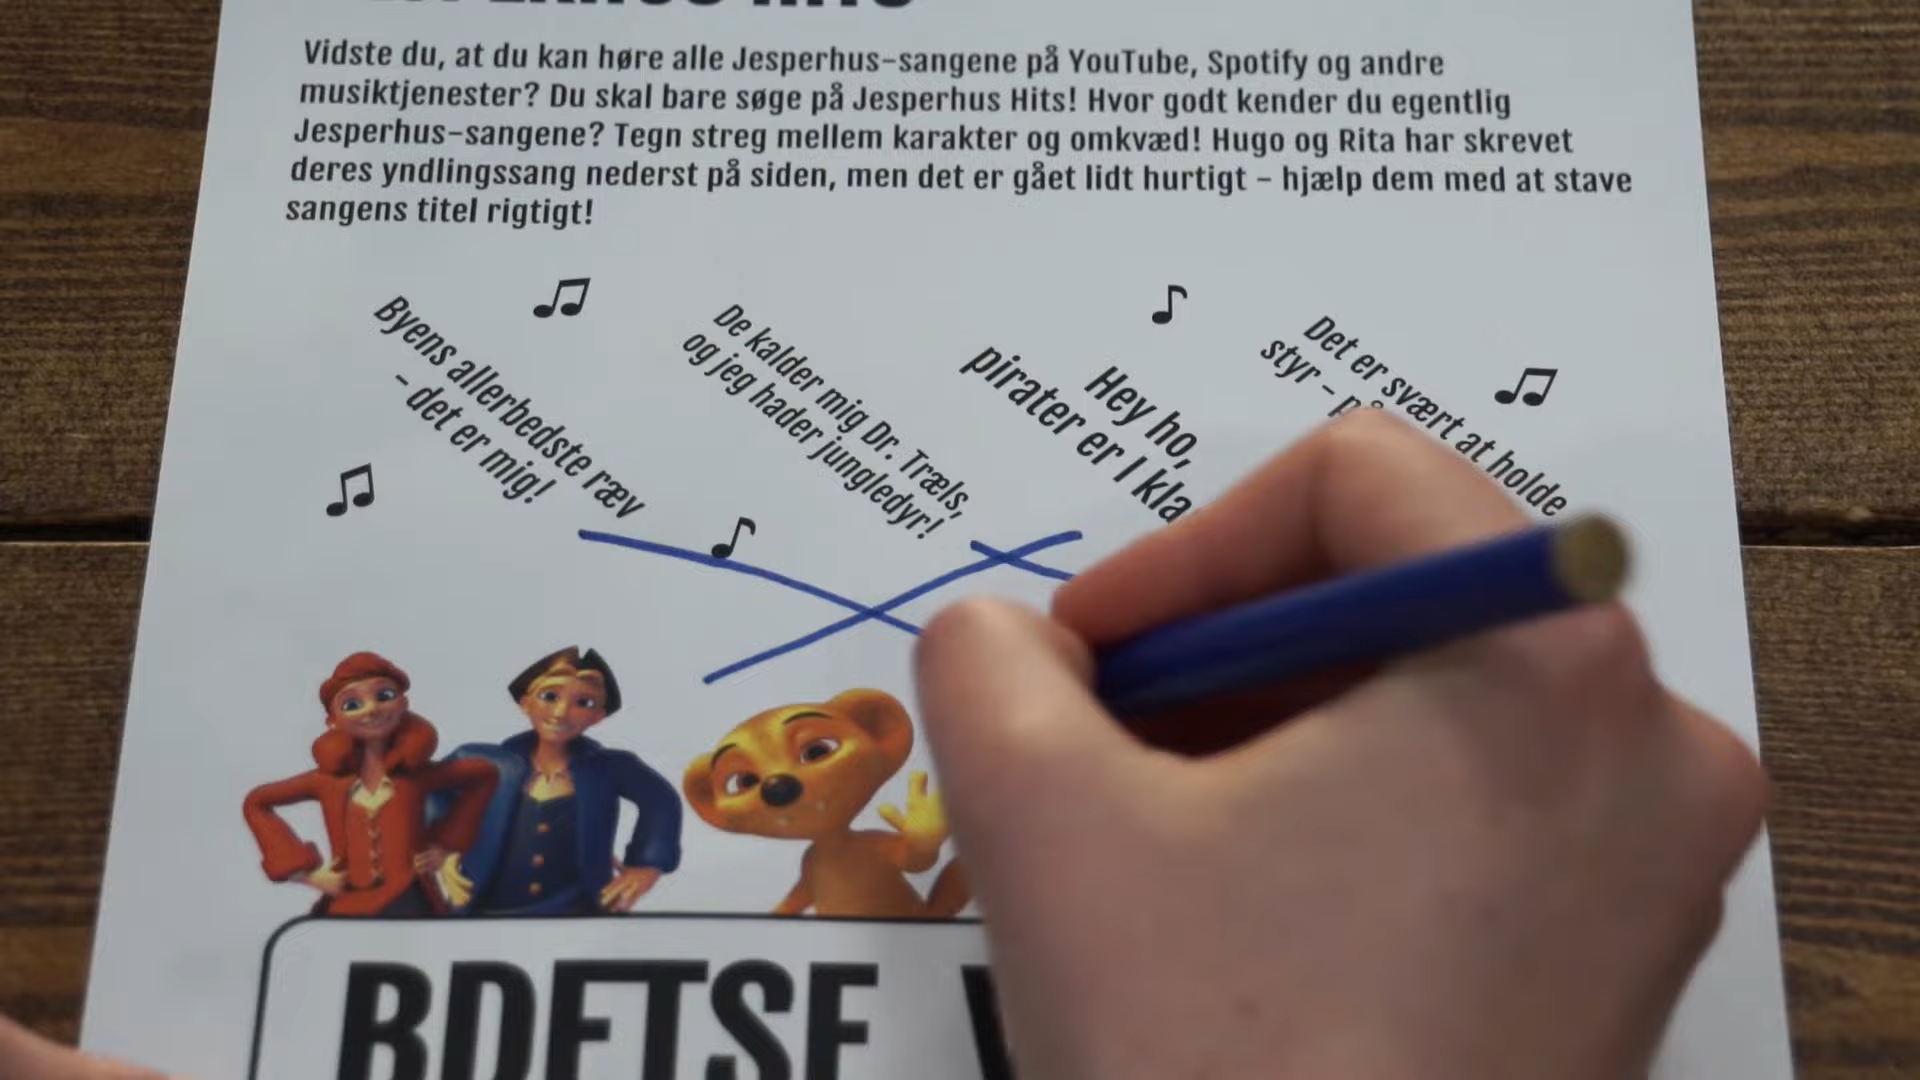 Vidste du, at du kan høre alle Jesperhus-sangene på YouTube, Spotify og andre
musiktjenester? Du skal bare søge på Jesperhus Hits! Hvor godt kender du egentlig
Jesperhus-sangene? Tegn streg mellem karakter og omkvæd! Hugo og Rita har skrevet
deres yndlingssang nederst på siden, men det er gået lidt hurtigt – hjælp dem med at stave
sangens titel rigtigt!
Byens allerbedste ræv
– det er mig!
De kalder mig Dr. Træls,
og jeg hader jungledyr!
Hey ho,
pirater er I kla
Det er svært at holde
styr –
BDETSE